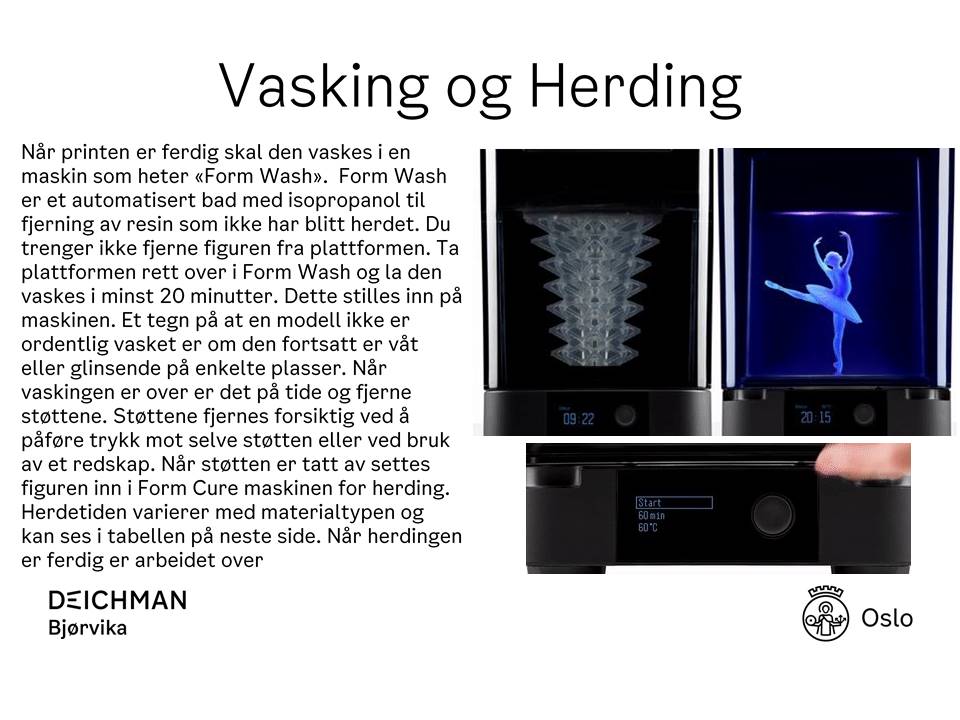 Vasking og Herding
Når printen er ferdig skal den vaskes i en
maskin som heter «Form Wash».  Form Wash
er et automatisert bad med isopropanol til
fjerning av resin som ikke har blitt herdet. Du
trenger ikke fjerne figuren fra plattformen. Ta
plattformen rett over i Form Wash og la den
vaskes i minst 20 minutter. Dette stilles inn på
maskinen. Et tegn på at en modell ikke er
ordentlig vasket er om den fortsatt er våt
eller glinsende på enkelte plasser. Når
vaskingen er over er det på tide og fjerne
støttene. Støttene fjernes forsiktig ved å
påføre trykk mot selve støtten eller ved bruk
av et redskap. Når støtten er tatt av settes
figuren inn i Form Cure maskinen for herding.
Herdetiden varierer med materialtypen og
kan ses i tabellen på neste side. Når herdingen
er ferdig er arbeidet over
09:22
20:15
Start
60 min
60°C
DEICHMAN
Bjørvika
Oslo